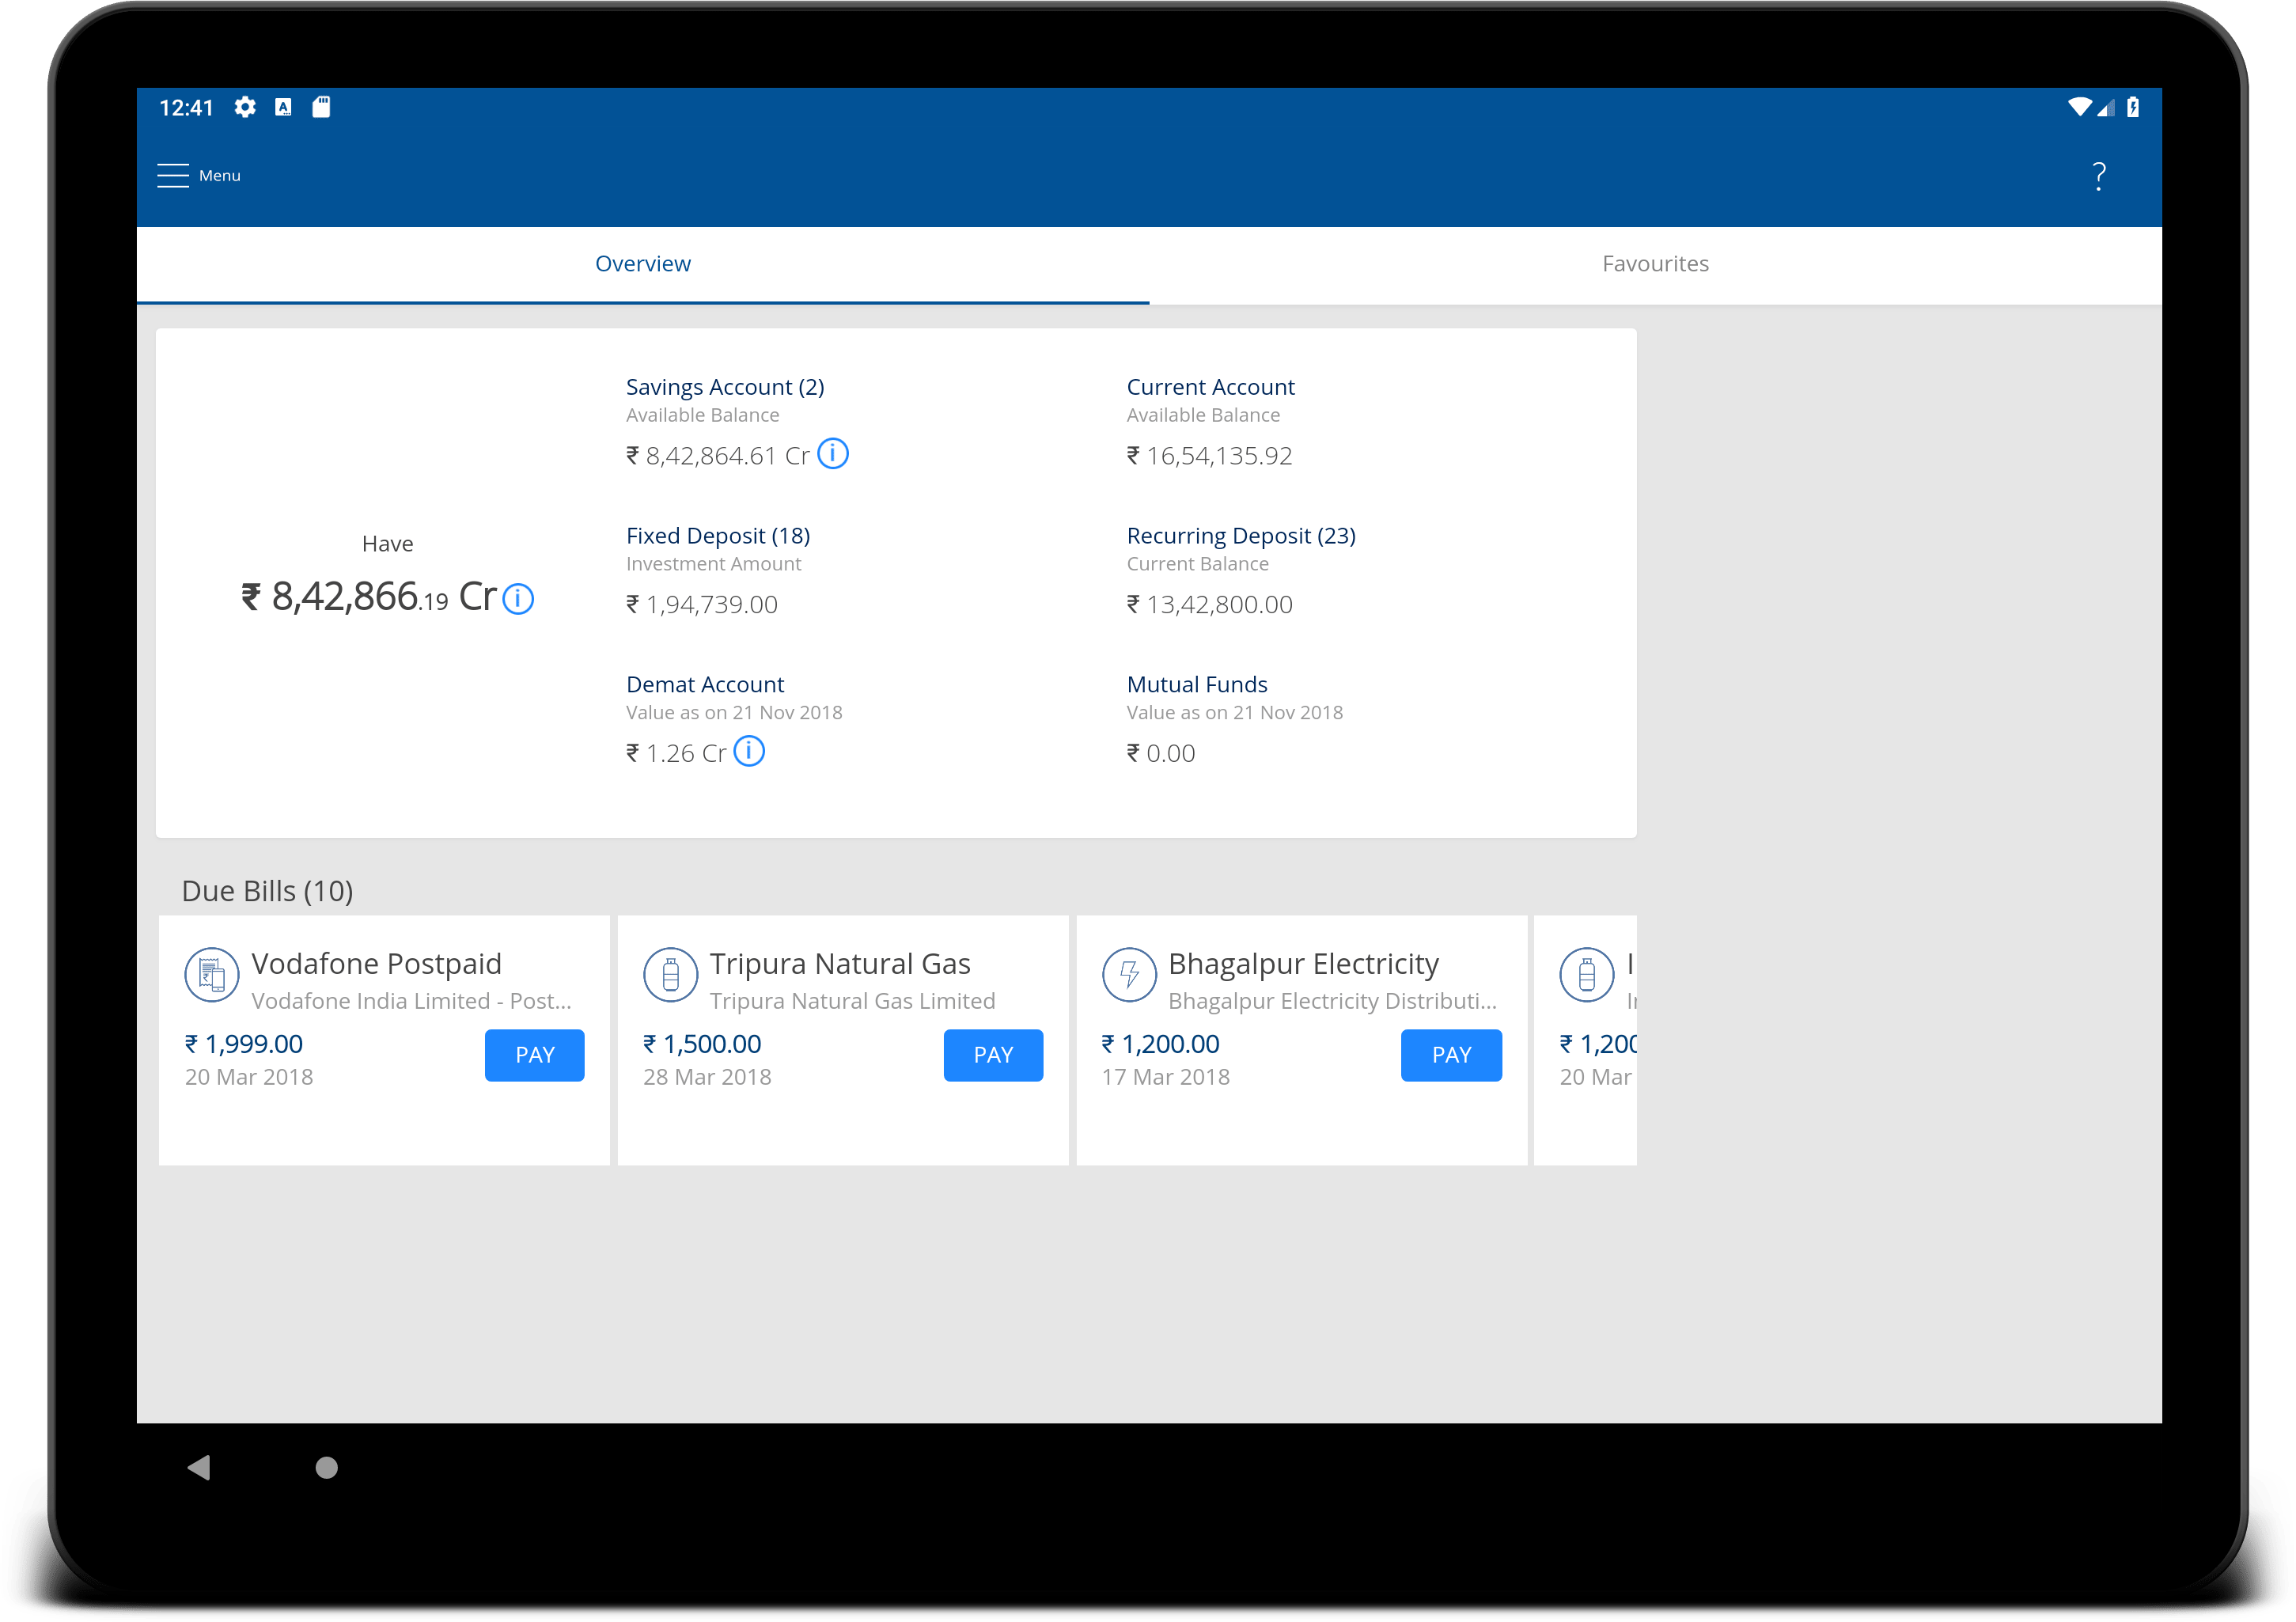 12:41
Menu
?
Overview
Favourites
Have
₹ 8,42,866.19 Cr
Savings Account (2)
Available Balance
₹ 8,42,864.61 Cr
Current Account
Available Balance
₹ 16,54,135.92
Fixed Deposit (18)
Investment Amount
₹ 1,94,739.00
Recurring Deposit (23)
Current Balance
₹ 13,42,800.00
Demat Account
Value as on 21 Nov 2018
₹ 1.26 Cr
Mutual Funds
Value as on 21 Nov 2018
₹ 0.00
Due Bills (10)
Vodafone Postpaid
Vodafone India Limited - Post...
₹ 1,999.00
20 Mar 2018
PAY
Tripura Natural Gas
Tripura Natural Gas Limited
₹ 1,500.00
28 Mar 2018
PAY
Bhagalpur Electricity
Bhagalpur Electricity Distributi...
₹ 1,200.00
17 Mar 2018
PAY
₹ 1,200
20 Mar